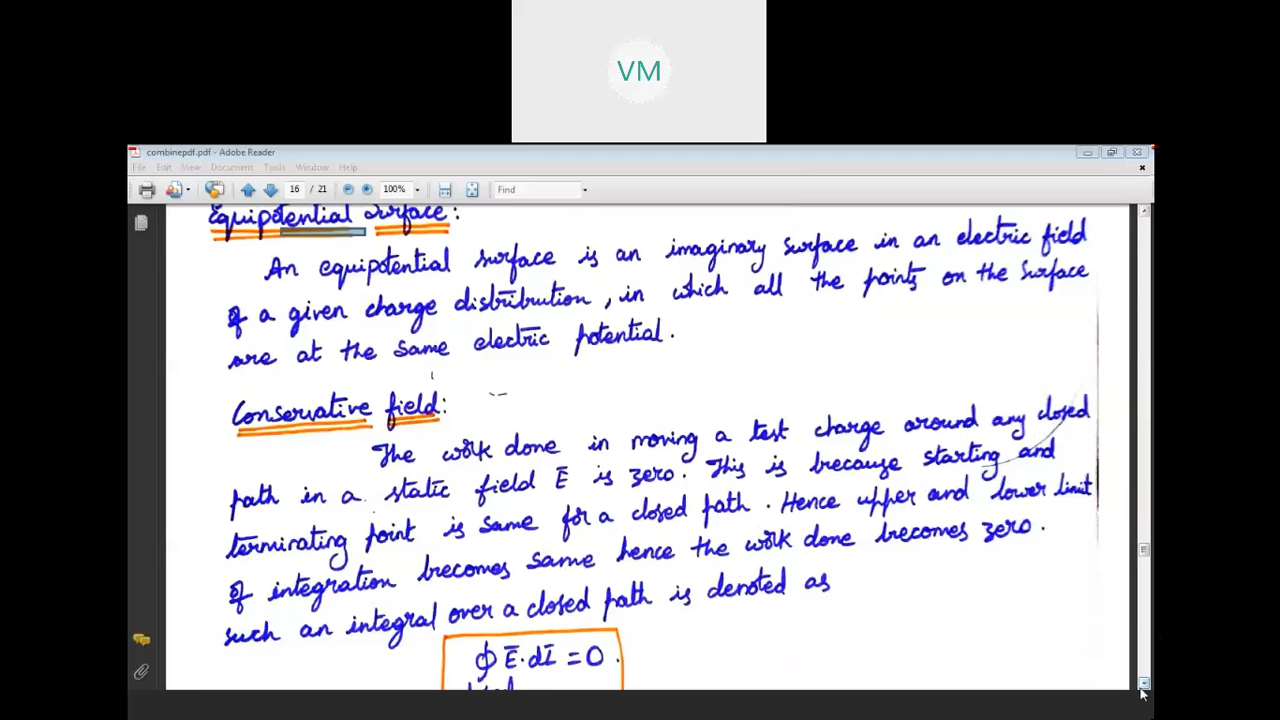 VM
combinepdf.pdf - Adobe Reader
File Edit View Document Tools Window Help
16 / 21 100% Find
Equipotential Surface:
An equipotential surface is an imaginary surface in an electric field
of a given charge distribution, in which all the points on the surface
are at the same electric potential.
Conservative field:
The work done in moving a test charge around any closed
path in a static field E̅ is zero. This is because starting and
terminating point is same for a closed path. Hence upper and lower limit
of integration becomes same hence the work done becomes zero.
such an integral over a closed path is denoted as
∮ E̅.dl̅ = 0.